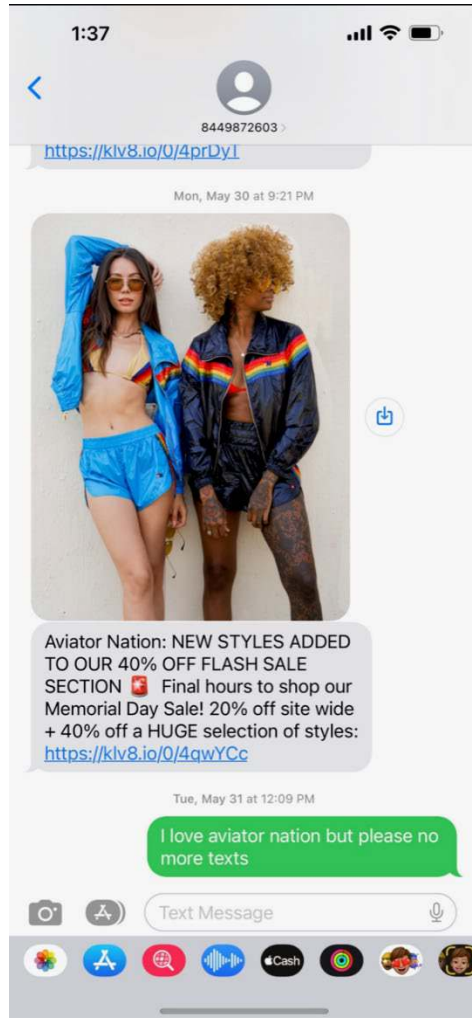 1:37
8449872603
https://klv8.io/0/4prDyT
Mon, May 30 at 9:21 PM
Aviator Nation: NEW STYLES ADDED
TO OUR 40% OFF FLASH SALE
SECTION 🚨 Final hours to shop our
Memorial Day Sale! 20% off site wide
+ 40% off a HUGE selection of styles:
https://klv8.io/0/4qwYCc
Tue, May 31 at 12:09 PM
I love aviator nation but please no
more texts
Text Message
Cash